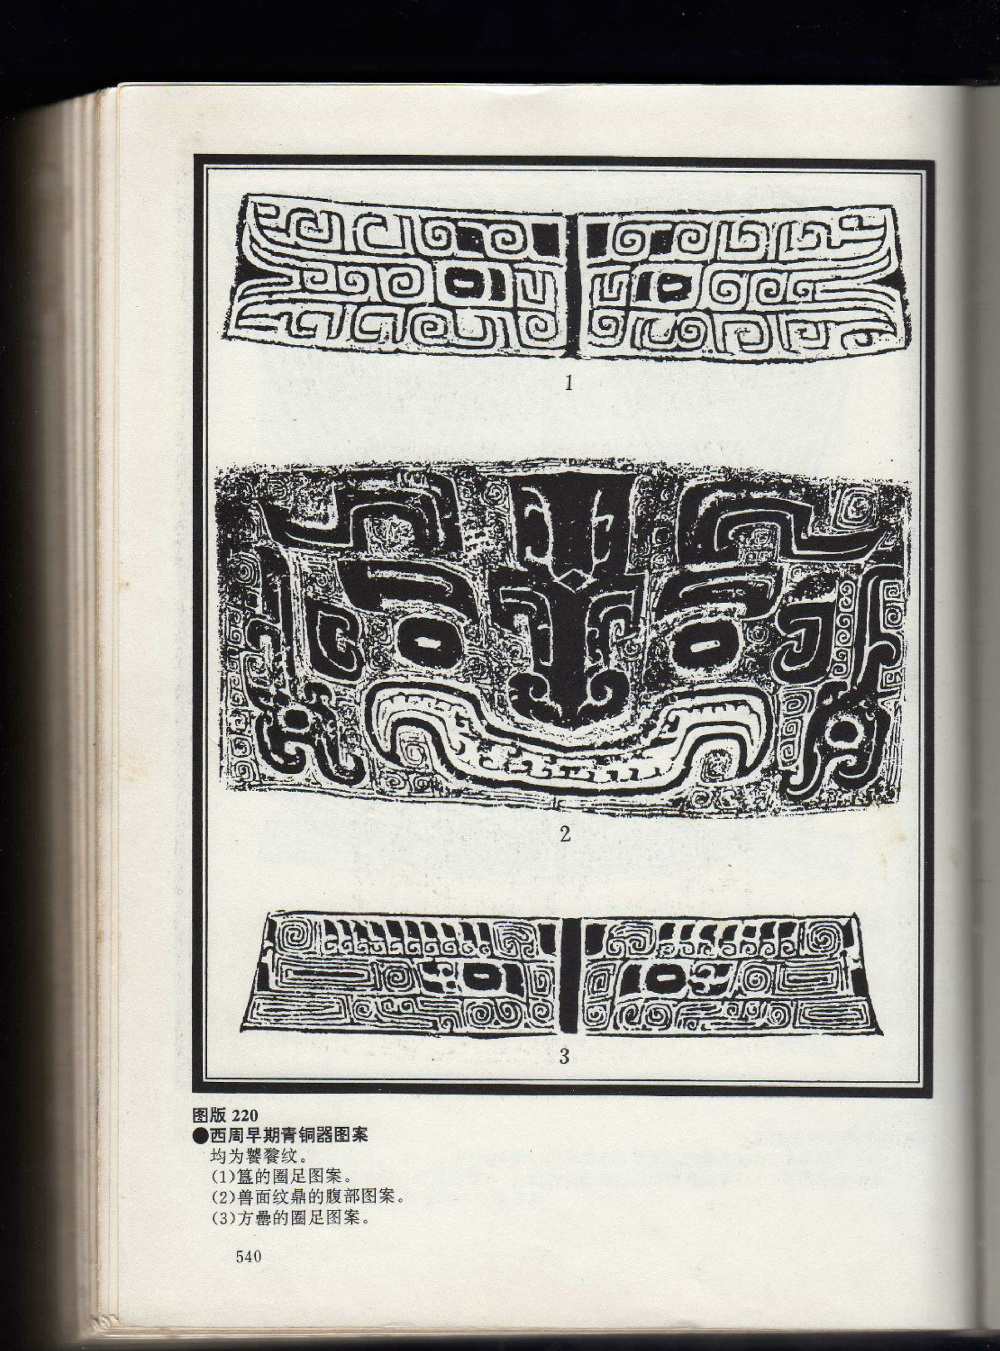 1
2
3
图版 220
●西周早期青铜器图案
均为饕餮纹。
(1)簋的圈足图案。
(2)兽面纹鼎的腹部图案。
(3)方罍的圈足图案。
540